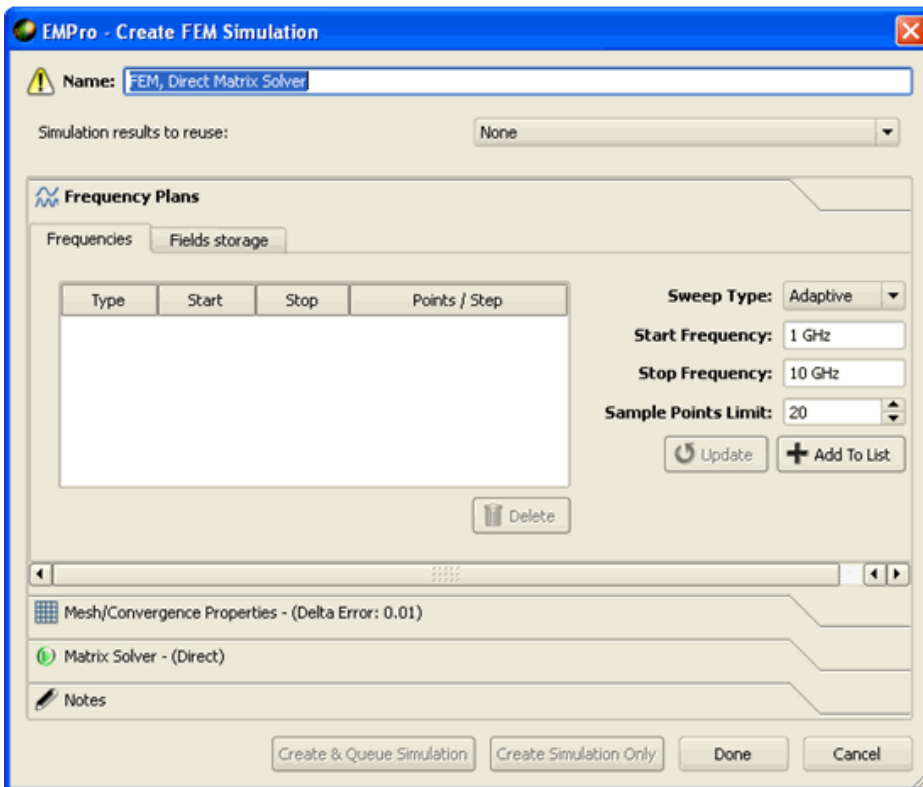 EMPro - Create FEM Simulation
Name: FEM, Direct Matrix Solver
Simulation results to reuse: None
Frequency Plans
Frequencies Fields storage
Type Start Stop Points / Step
Sweep Type: Adaptive
Start Frequency: 1 GHz
Stop Frequency: 10 GHz
Sample Points Limit: 20
Update Add To List
Delete
Mesh/Convergence Properties - (Delta Error: 0.01)
Matrix Solver - (Direct)
Notes
Create & Queue Simulation Create Simulation Only Done Cancel